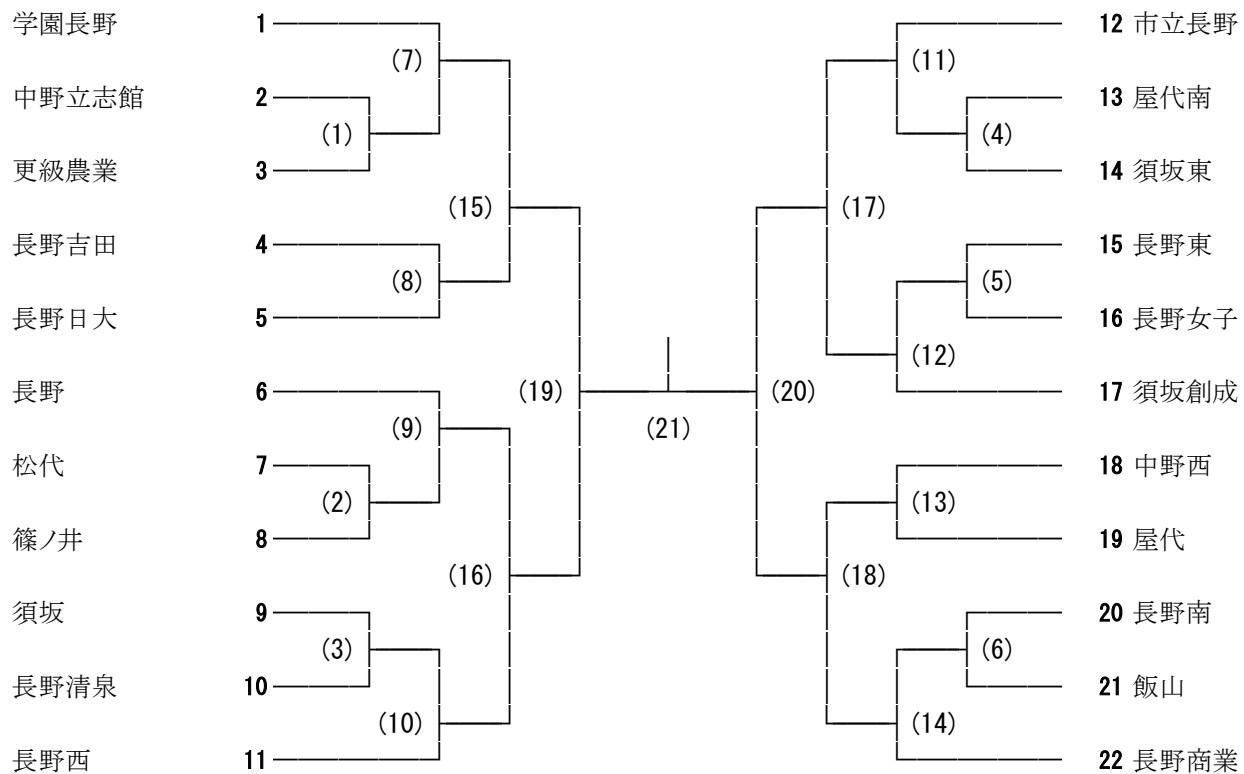 学園長野 1
(7)
中野立志館 2
(1)
更級農業 3
(15)
長野吉田 4
(8)
長野日大 5
長野 6
(19)
(9)
松代 7
(2)
篠ノ井 8
(16)
須坂 9
(3)
長野清泉 10
(10)
長野西 11
(21)
12 市立長野
(11)
13 屋代南
(4)
14 須坂東
(17)
15 長野東
(5)
16 長野女子
(12)
17 須坂創成
(20)
18 中野西
(13)
19 屋代
(18)
20 長野南
(6)
21 飯山
(14)
22 長野商業